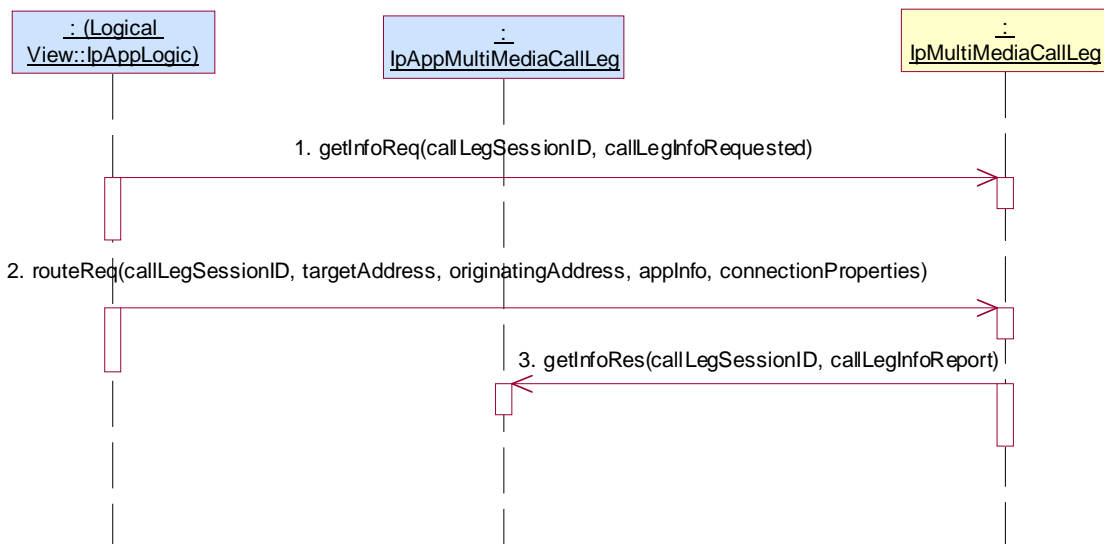 : (Logical
View::IpAppLogic)
:
IpAppMultiMediaCallLeg
:
IpMultiMediaCallLeg
1. getInfoReq(callLegSessionID, callLegInfoRequested)
2. routeReq(callLegSessionID, targetAddress, originatingAddress, appInfo, connectionProperties)
3. getInfoRes(callLegSessionID, callLegInfoReport)